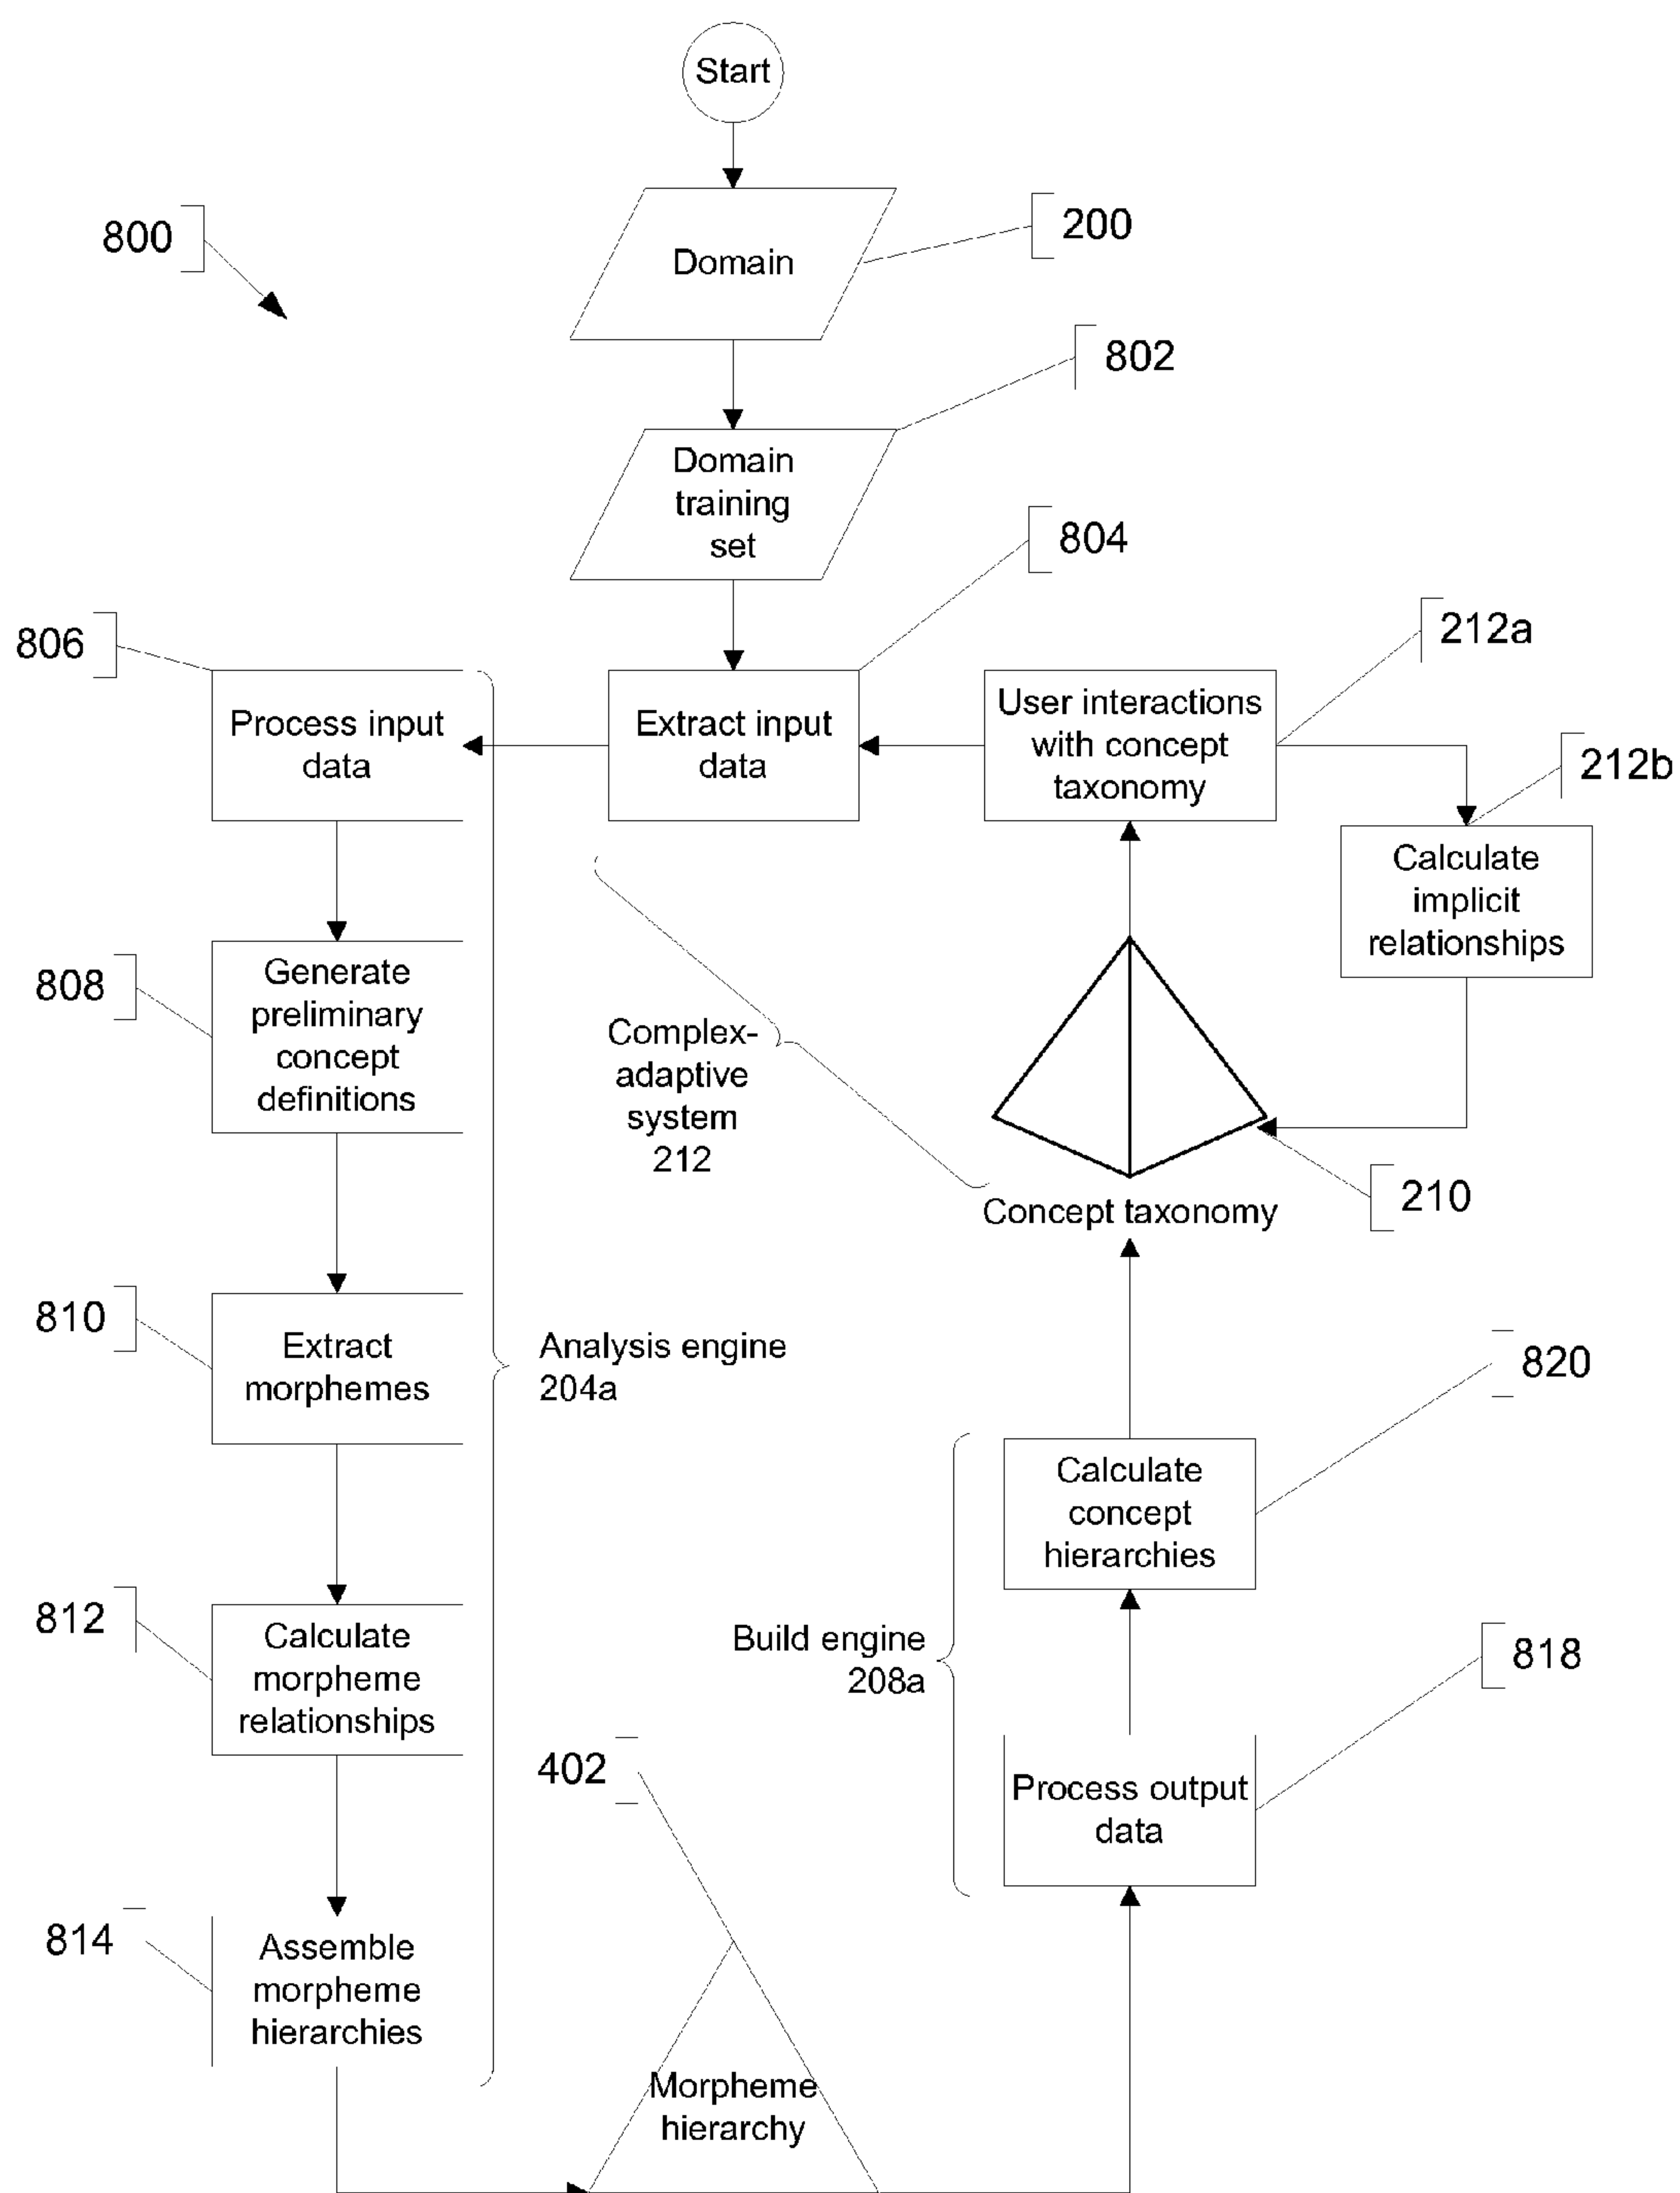 Start
800
Domain
200
Domain
training
set
802
804
806
Process input
data
Extract input
data
User interactions
with concept
taxonomy
212a
212b
Calculate
implicit
relationships
808
Generate
preliminary
concept
definitions
Complex-
adaptive
system
212
Concept taxonomy
210
810
Extract
morphemes
Analysis engine
204a
820
Calculate
concept
hierarchies
812
Calculate
morpheme
relationships
Build engine
208a
818
402
Process output
data
814
Assemble
morpheme
hierarchies
Morpheme
hierarchy